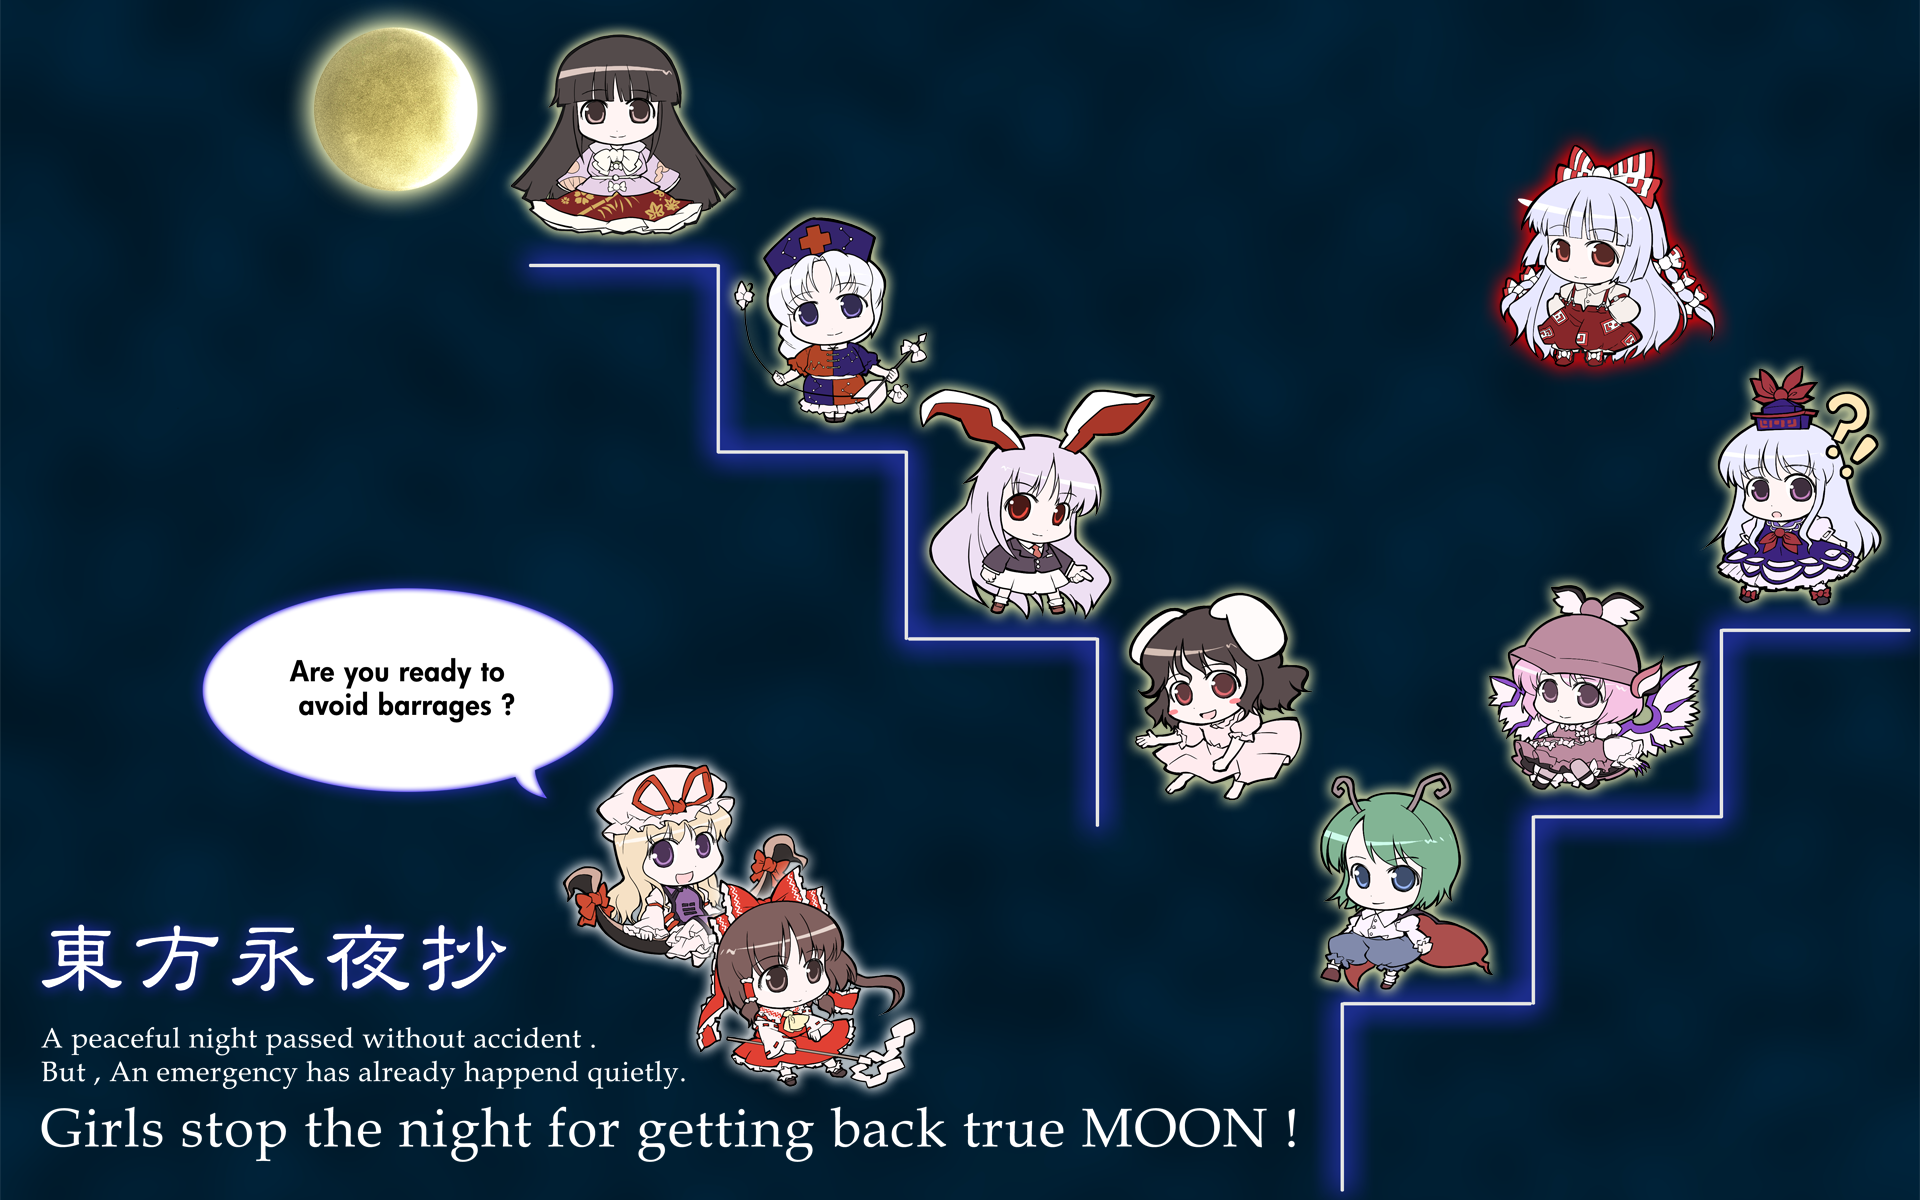 Are you ready to
avoid barrages ?
東方永夜抄
A peaceful night passed without accident .
But , An emergency has already happend quietly.
Girls stop the night for getting back true MOON !